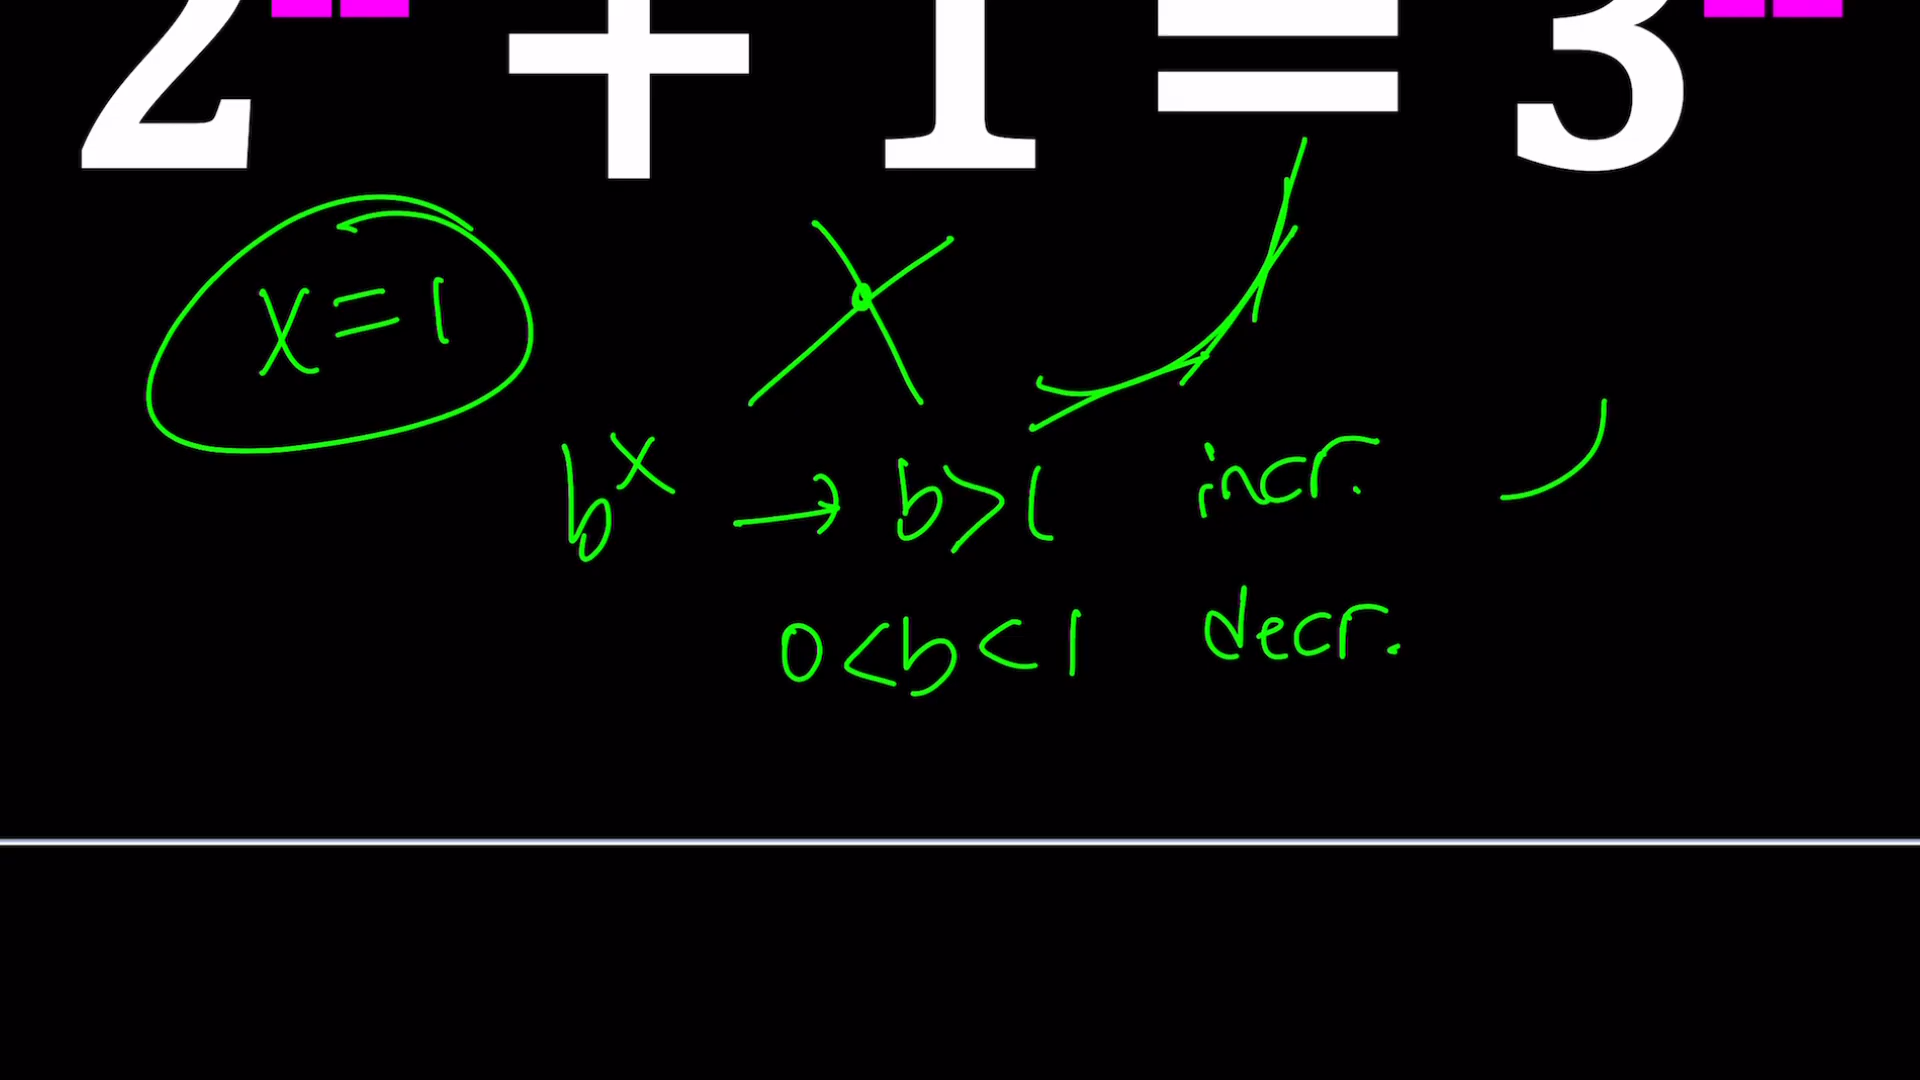 2 + 1 = 3
x=1
b^x → b>1 incr.
0<b<1 decr.